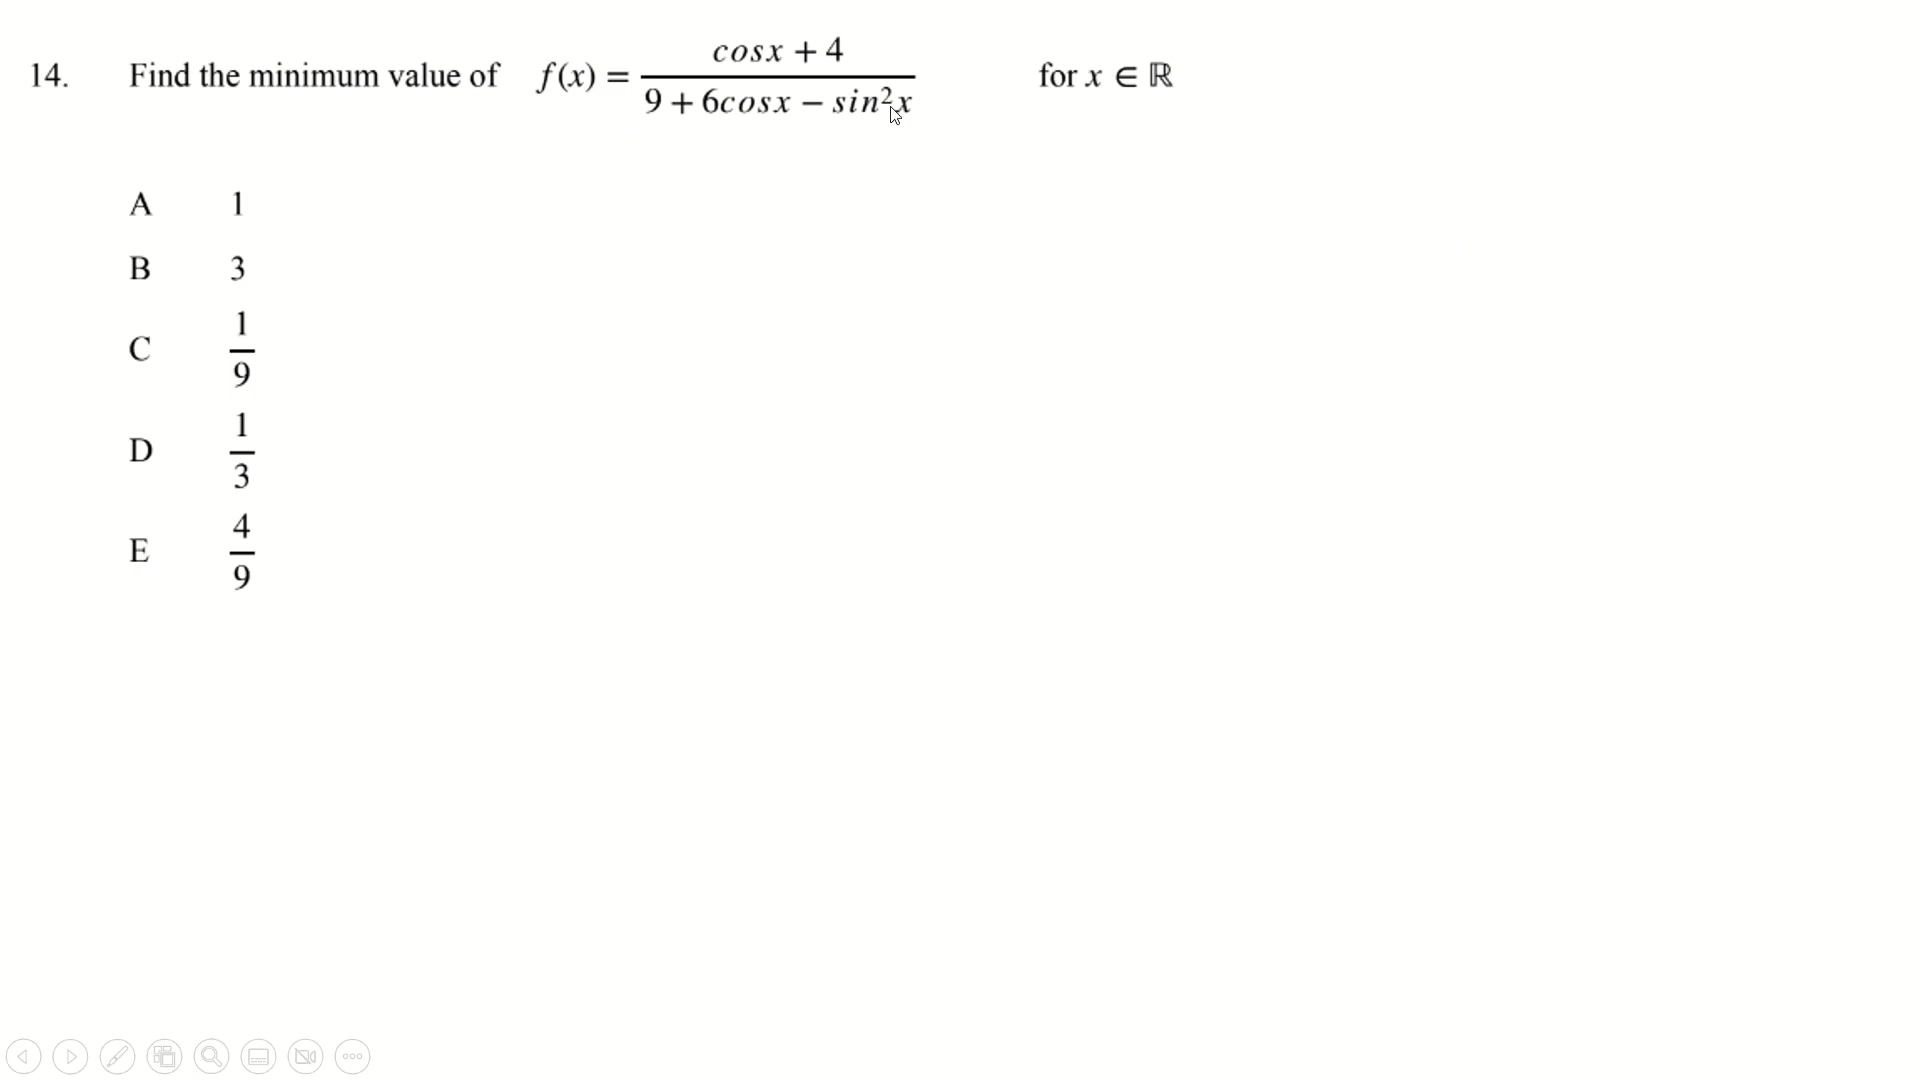 14. Find the minimum value of f(x) = (cosx + 4)/(9 + 6cosx − sin²x) for x ∈ ℝ
A 1
B 3
C 1/9
D 1/3
E 4/9